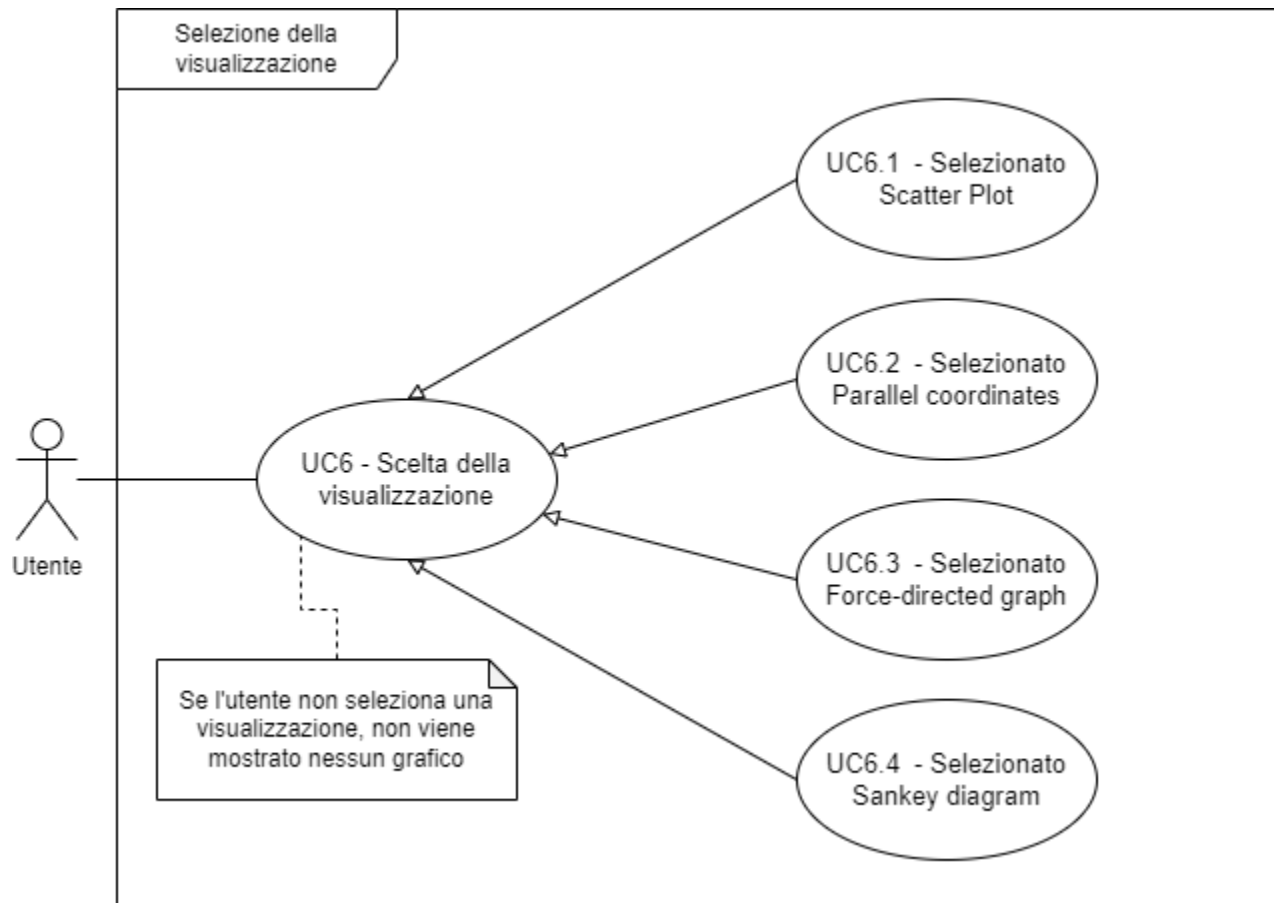 Selezione della
visualizzazione
UC6.1 - Selezionato
Scatter Plot
UC6.2 - Selezionato
Parallel coordinates
UC6 - Scelta della
visualizzazione
Utente
UC6.3 - Selezionato
Force-directed graph
Se l'utente non seleziona una
visualizzazione, non viene
mostrato nessun grafico
UC6.4 - Selezionato
Sankey diagram